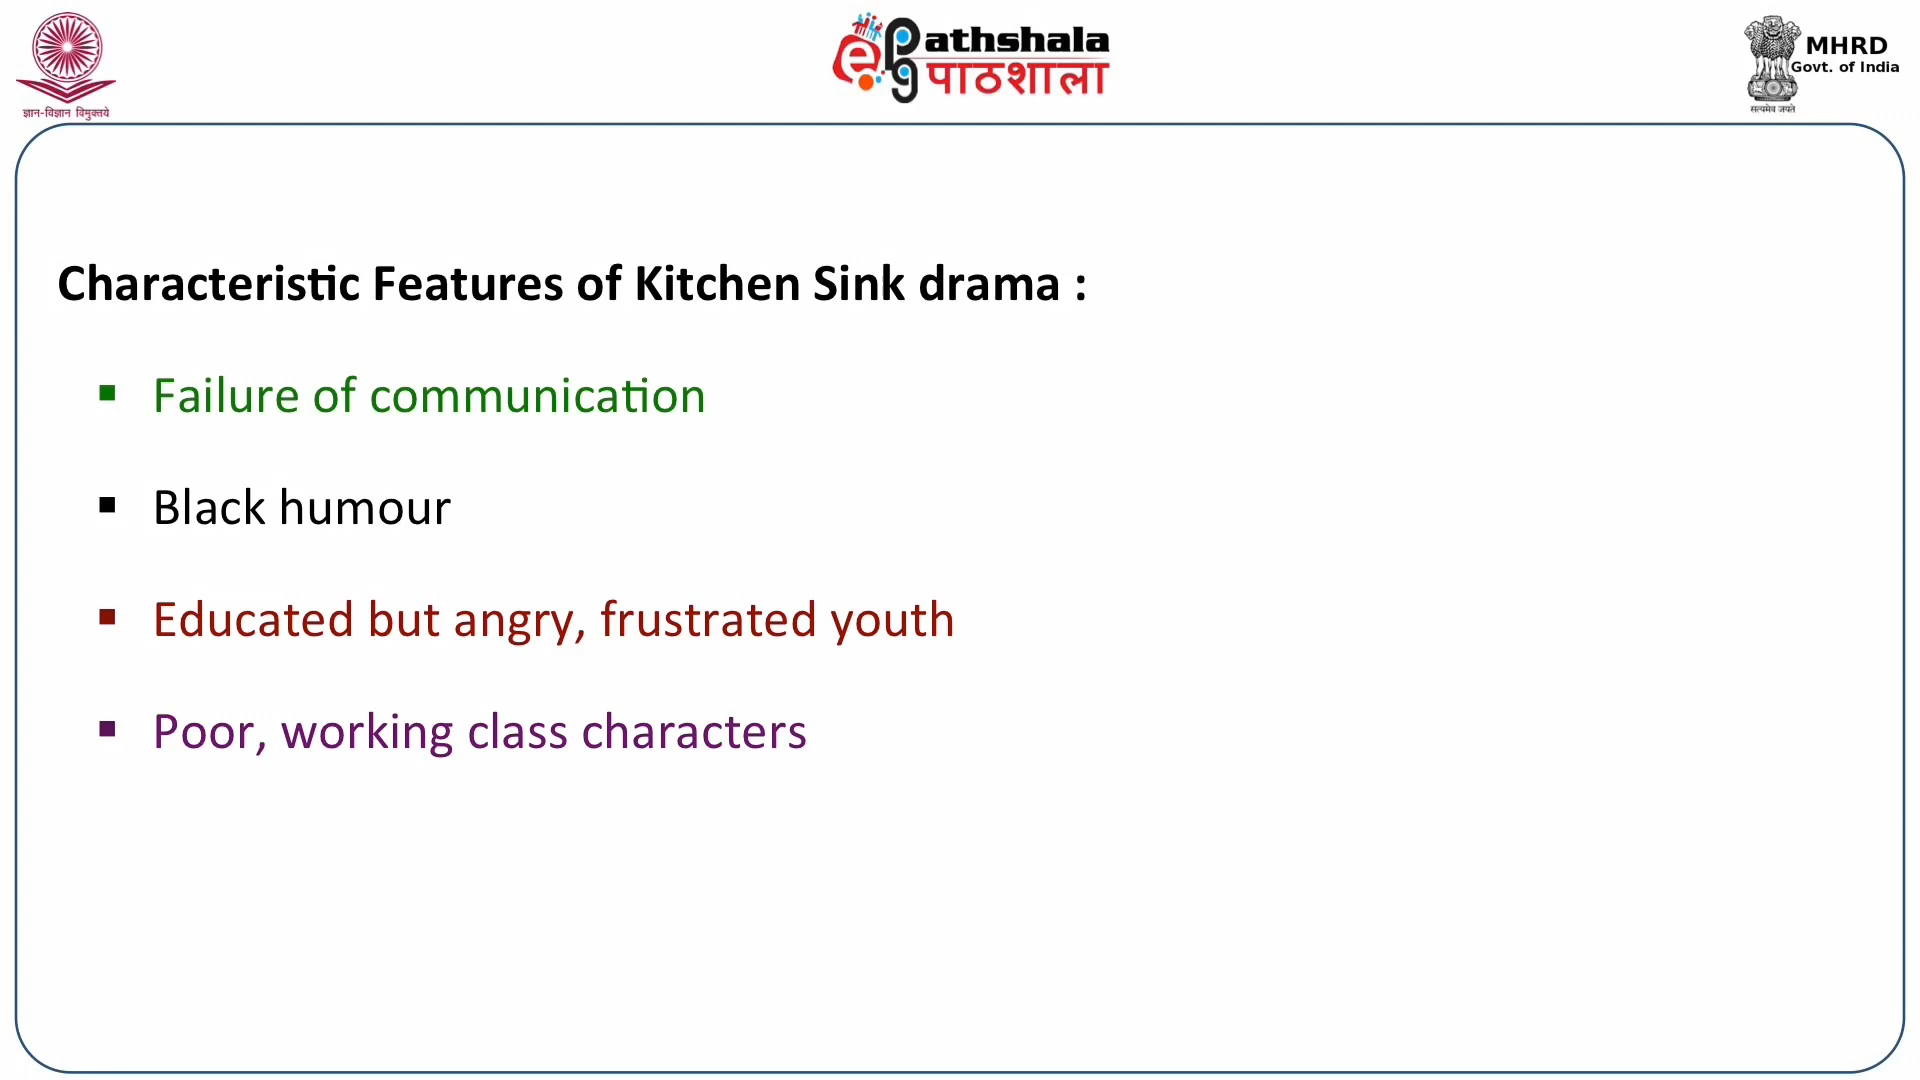 ज्ञान-विज्ञान विमुक्तये
e pg Pathshala
पाठशाला
MHRD
Govt. of India
सत्यमेव जयते
Characteristic Features of Kitchen Sink drama :
▪ Failure of communication
▪ Black humour
▪ Educated but angry, frustrated youth
▪ Poor, working class characters